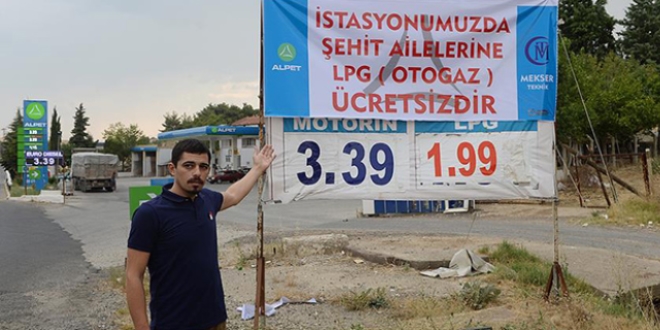 İSTASYONUMUZDA
ŞEHİT AİLELERİNE
LPG ( OTOGAZ )
ÜCRETSİZDİR
ALPET
MEKSER
TEKNİK
MOTORİN
LPG
3.39
1.99
ALPET
3.39